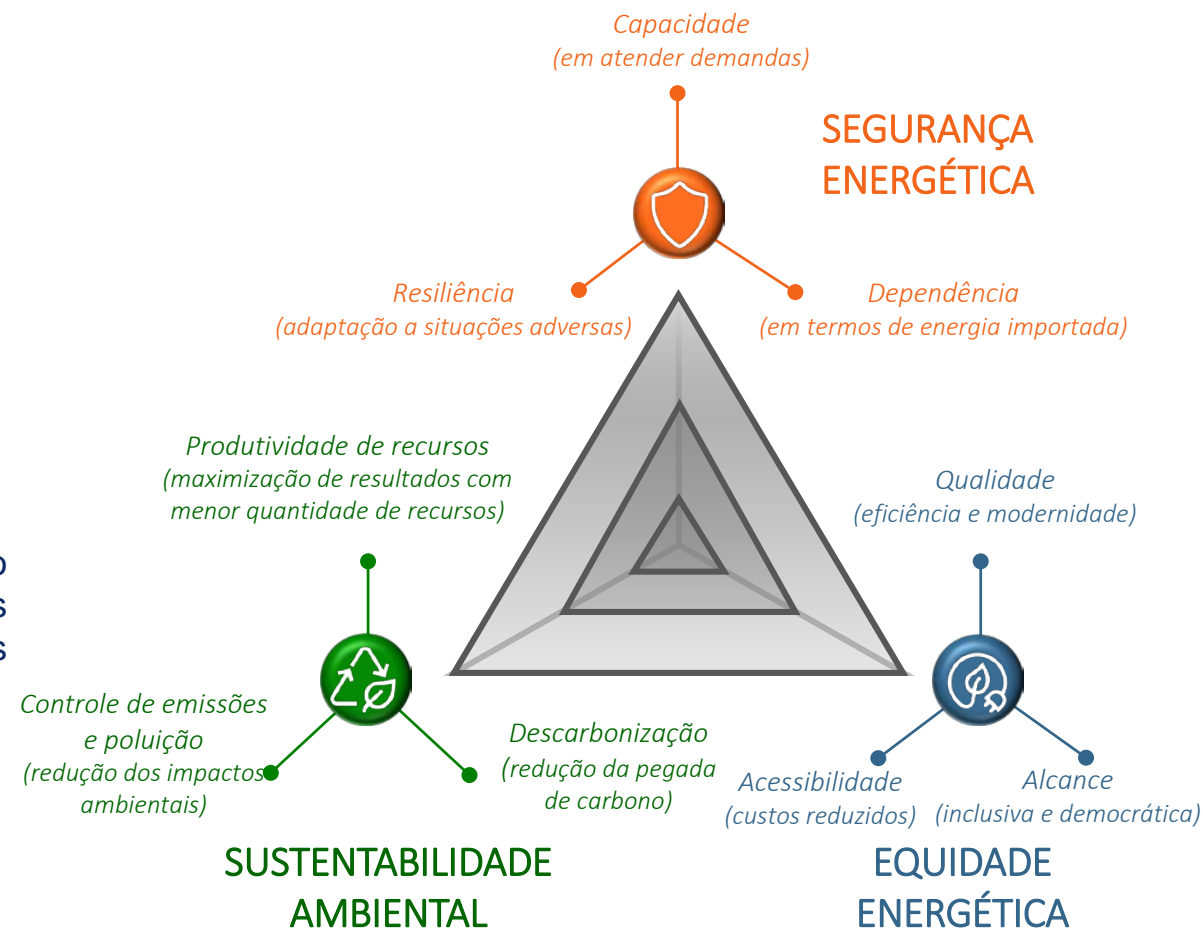 Capacidade
(em atender demandas)
SEGURANÇA
ENERGÉTICA
Resiliência
(adaptação a situações adversas)
Dependência
(em termos de energia importada)
Produtividade de recursos
(maximização de resultados com
menor quantidade de recursos)
Qualidade
(eficiência e modernidade)
Controle de emissões
e poluição
(redução dos impactos
ambientais)
Descarbonização
(redução da pegada
de carbono)
Acessibilidade
(custos reduzidos)
Alcance
(inclusiva e democrática)
SUSTENTABILIDADE
AMBIENTAL
EQUIDADE
ENERGÉTICA